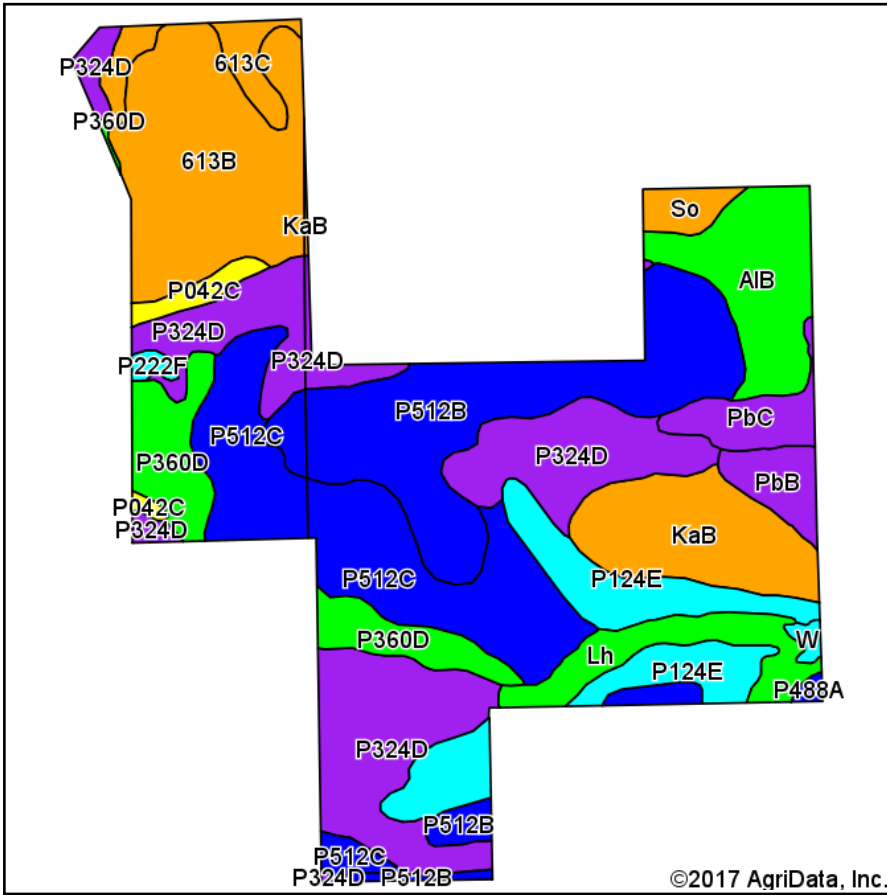 613C
P324D
P360D
613B
So
KaB
AlB
P042C
P324D
P222F
P324D
P512B
PbC
P512C
P324D
P360D
PbB
P042C
P324D
KaB
P512C
P124E
P360D
W
Lh
P124E
P488A
P324D
P512B
P512C
P324D P512B
©2017 AgriData, Inc.